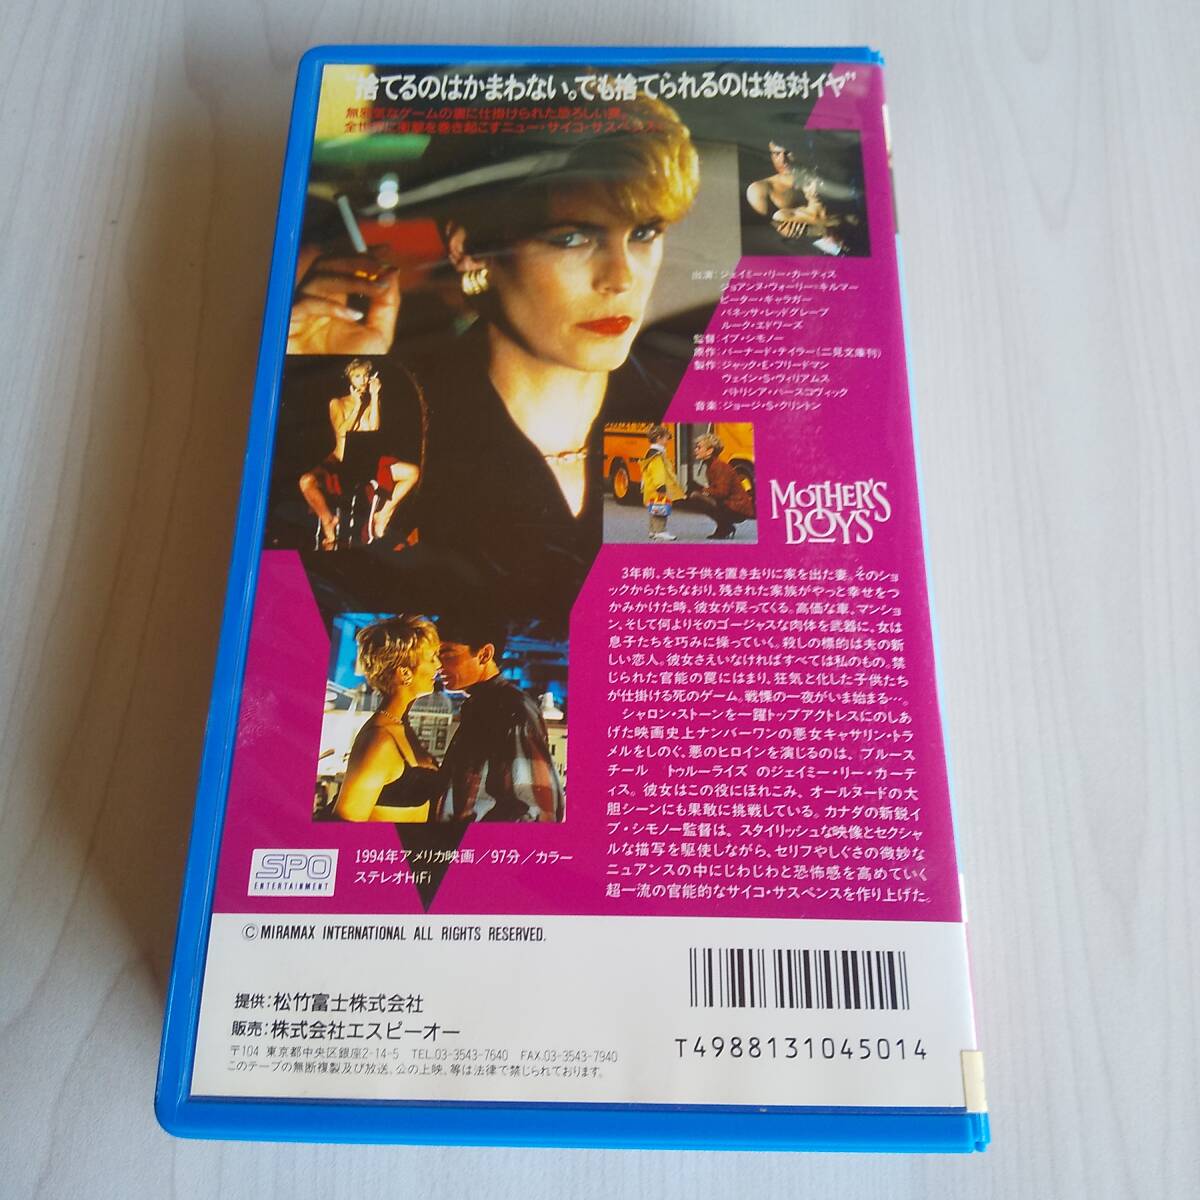 “捨てるのはかまわない。でも捨てられるのは絶対イヤ”
無邪気なゲームの裏に仕掛けられた恐ろしい罠。
全世界に衝撃を巻き起こすニュー・サイコ・サスペンス
出演:ジェイミー・リー・カーティス
ジョアンヌ・ウォーリー=キルマー
ピーター・ギャラガー
バネッサ・レッドグレーブ
ルーク・エドワーズ
監督:イブ・シモノー
原作:バーナード・テイラー(二見文庫刊)
製作:ジャック・E・フリードマン
ウェイン・S・ウィリアムス
パトリシア・ハースコヴィック
音楽:ジョージ・S・クリントン
MOTHER'S
BOYS
3年前。夫と子供を置き去りに家を出た妻。そのショ
ックからたちなおり、残された家族がやっと幸せをつ
かみかけた時、彼女が戻ってくる。高価な車、マンショ
ン、そして何よりそのゴージャスな肉体を武器に、女は
息子たちを巧みに操っていく。殺しの標的は夫の新
しい恋人。彼女さえいなければすべては私のもの。禁
じられた官能の罠にはまり、狂気と化した子供たち
が仕掛ける死のゲーム。戦慄の一夜がいま始まる…。
シャロン・ストーンを一躍トップアクトレスにのしあ
げた映画史上ナンバーワンの悪女キャサリン・トラ
メルをしのぐ、悪のヒロインを演じるのは、ブルース
チール トゥルーライズ のジェイミー・リー・カーテ
ィス。彼女はこの役にほれこみ、オールヌードの大
胆シーンにも果敢に挑戦している。カナダの新鋭イ
ブ・シモノー監督は、スタイリッシュな映像とセクシャ
ルな描写を駆使しながら、セリフやしぐさの微妙な
ニュアンスの中にじわじわと恐怖感を高めていく
超一流の官能的なサイコ・サスペンスを作り上げた。
SPO
ENTERTAINMENT
1994年アメリカ映画/97分/カラー
ステレオHiFi
© MIRAMAX INTERNATIONAL ALL RIGHTS RESERVED.
提供:松竹富士株式会社
販売:株式会社エスピーオー
〒104 東京都中央区銀座2-14-5 TEL.03-3543-7640 FAX.03-3543-7940
このテープの無断複製及び放送、公の上映、等は法律で禁じられております。
T4988131045014